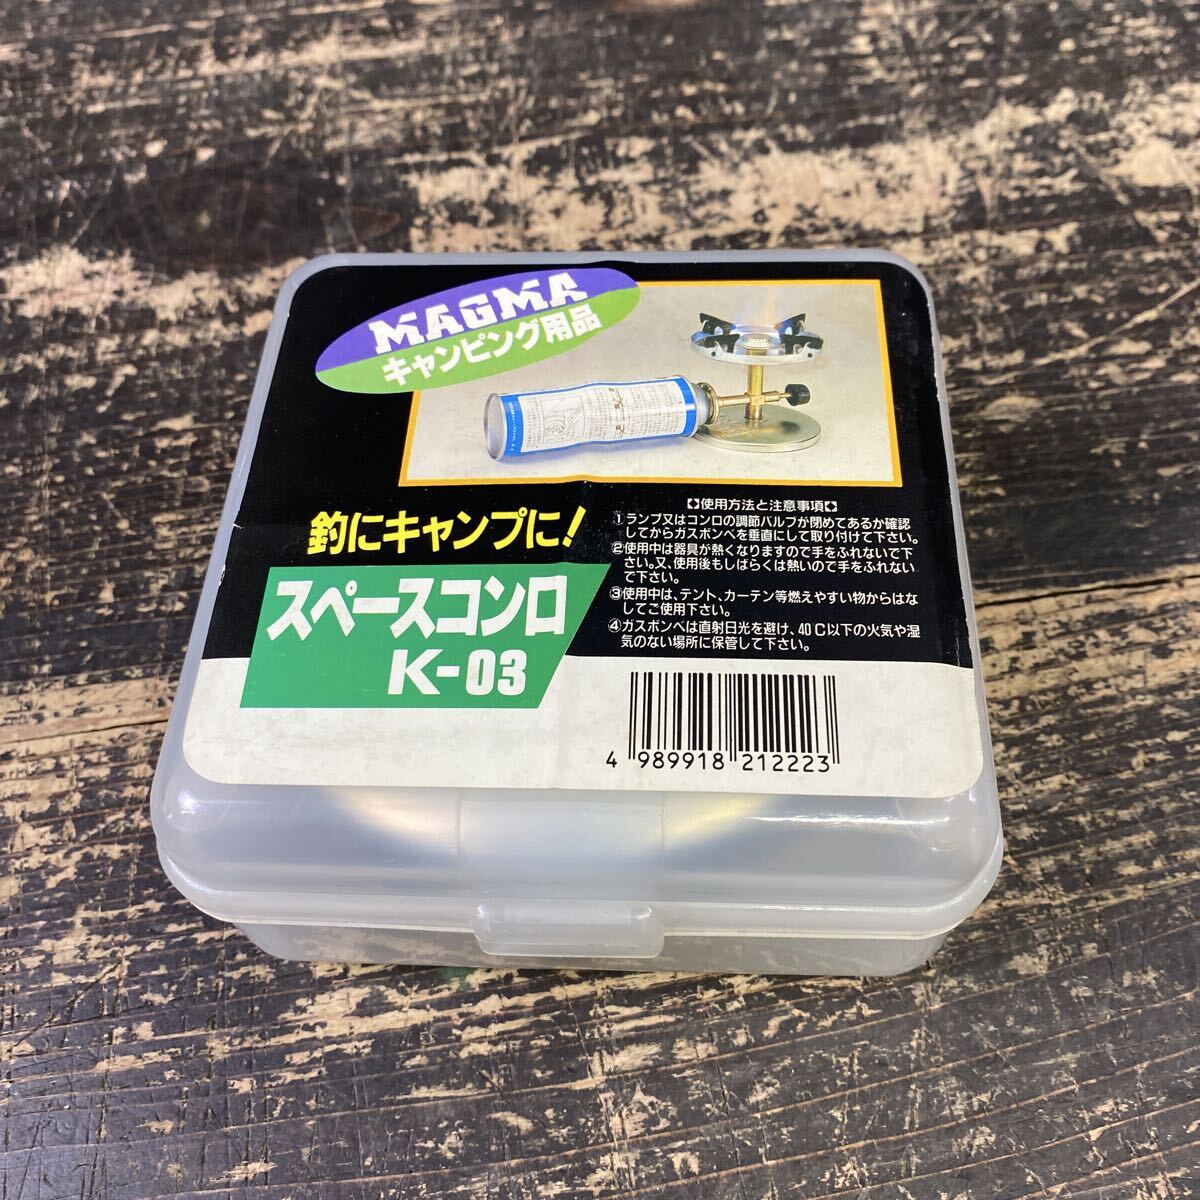 MAGMA
キャンピング用品
釣にキャンプに!
スペースコンロ
K-03
【】使用方法と注意事項【】
①ランプ又はコンロの調節バルブが閉めてあるか確認
してからガスボンベを垂直にして取り付けて下さい。
②使用中は器具が熱くなりますので手をふれないで下
さい。又、使用後もしばらくは熱いので手をふれない
で下さい。
③使用中は、テント、カーテン等燃えやすい物からはな
してご使用下さい。
④ガスボンベは直射日光を避け、40℃以下の火気や湿
気のない場所に保管して下さい。
4 989918 212223